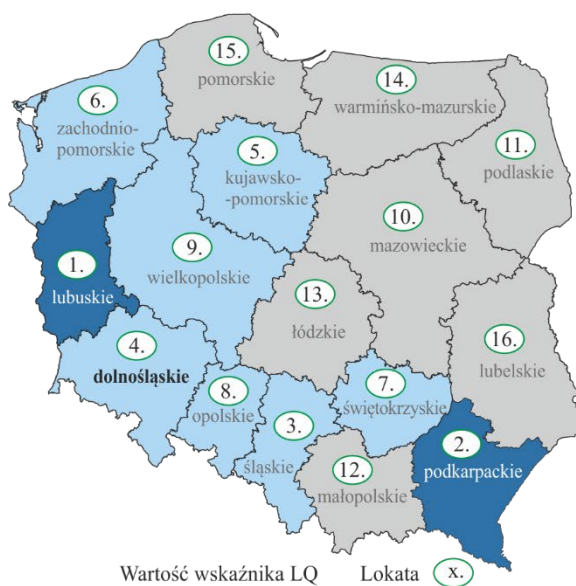 15.
pomorskie
14.
warmińsko-mazurskie
6.
zachodnio-
pomorskie
5.
kujawsko-
-pomorskie
11.
podlaskie
10.
mazowieckie
9.
wielkopolskie
1.
lubuskie
13.
łódzkie
4.
dolnośląskie
16.
lubelskie
8.
opolskie
7.
świętokrzyskie
3.
śląskie
2.
podkarpackie
12.
małopolskie
Wartość wskaźnika LQ Lokata x.